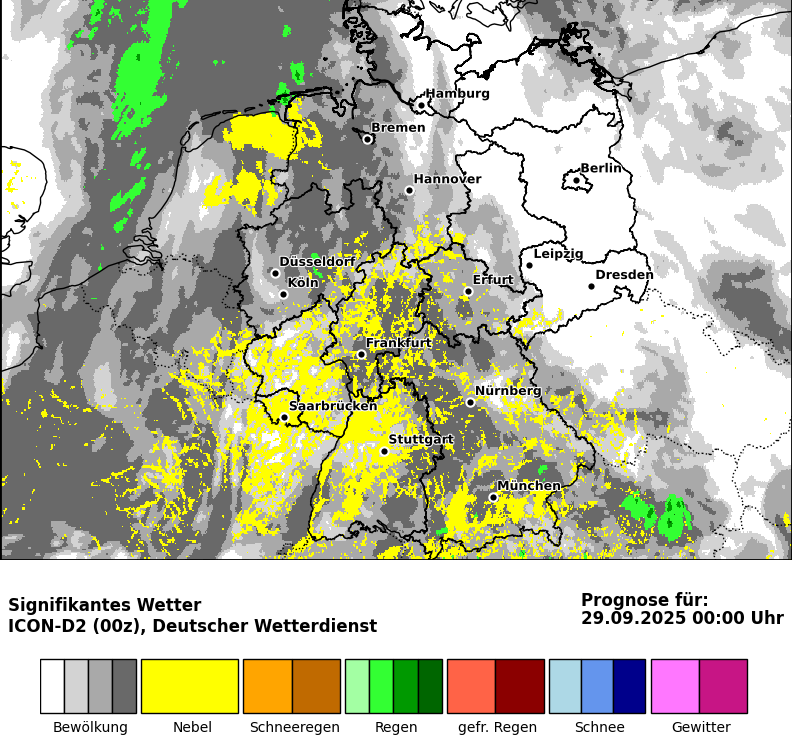 Hamburg
Bremen
Berlin
Hannover
Leipzig
Düsseldorf
Dresden
Köln
Erfurt
Frankfurt
Nürnberg
Saarbrücken
Stuttgart
München
Signifikantes Wetter
ICON-D2 (00z), Deutscher Wetterdienst
Prognose für:
29.09.2025 00:00 Uhr
Bewölkung Nebel Schneeregen Regen gefr. Regen Schnee Gewitter